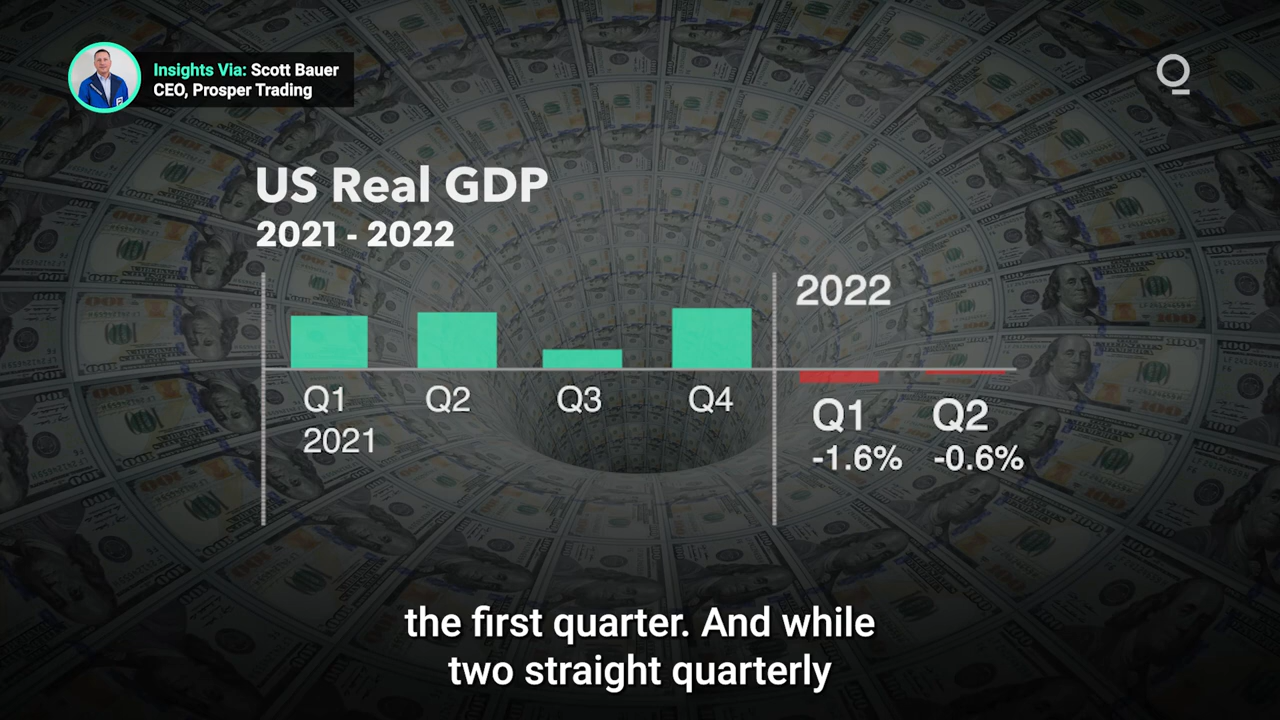 Insights Via: Scott Bauer
CEO, Prosper Trading
US Real GDP
2021 - 2022
2022
Q1
Q2
Q3
Q4
2021
Q1
Q2
-1.6%
-0.6%
the first quarter. And while
two straight quarterly